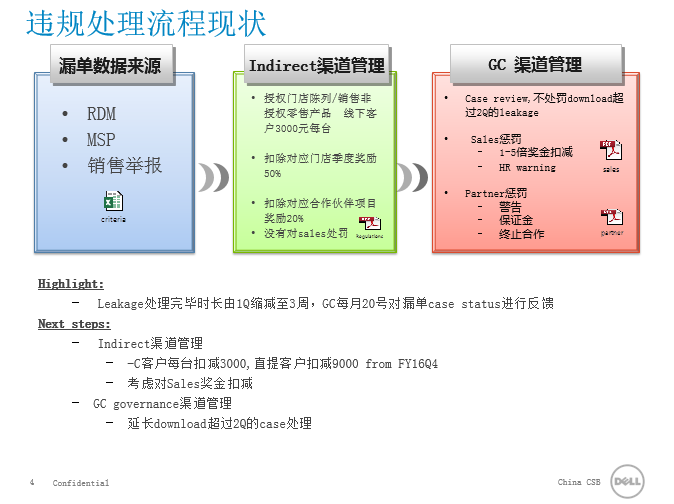 违规处理流程现状
漏单数据来源
• RDM
• MSP
• 销售举报
criteria
Indirect渠道管理
• 授权门店陈列/销售非
授权零售产品 线下客
户3000元每台
• 扣除对应门店季度奖励
50%
• 扣除对应合作伙伴项目
奖励20%
• 没有对sales处罚
Regulations
GC 渠道管理
• Case review,不处罚download超
过2Q的leakage
• Sales惩罚
- 1-5倍奖金扣减
- HR warning
sales
• Partner惩罚
- 警告
- 保证金
- 终止合作
partner
Highlight:
– Leakage处理完毕时长由1Q缩减至3周，GC每月20号对漏单case status进行反馈
Next steps:
– Indirect渠道管理
– -C客户每台扣减3000,直提客户扣减9000 from FY16Q4
– 考虑对Sales奖金扣减
– GC governance渠道管理
– 延长download超过2Q的case处理
4 Confidential
China CSB
DELL